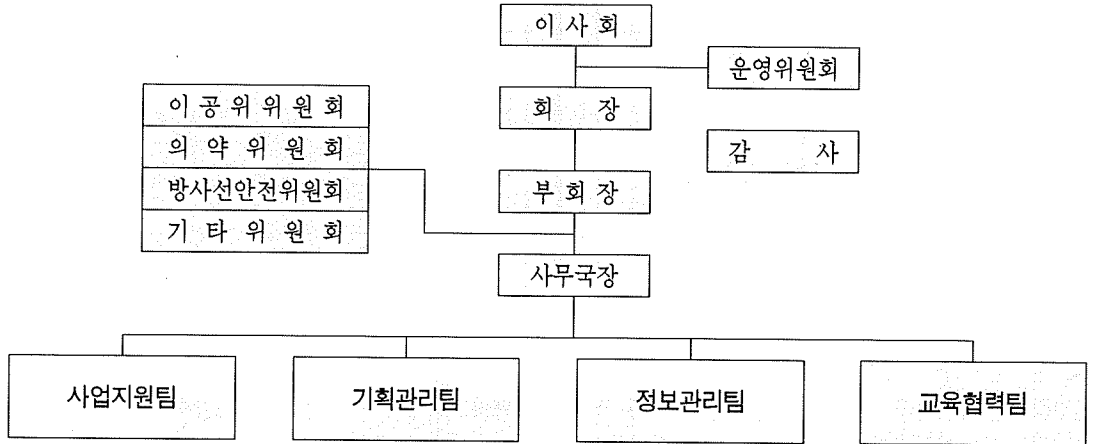 이 사 회
운영위원회
이 공 위 위 원 회
회 장
의 약 위 원 회
감 사
방사선안전위원회
부 회 장
기 타 위 원 회
사무국장
사업지원팀
기획관리팀
정보관리팀
교육협력팀